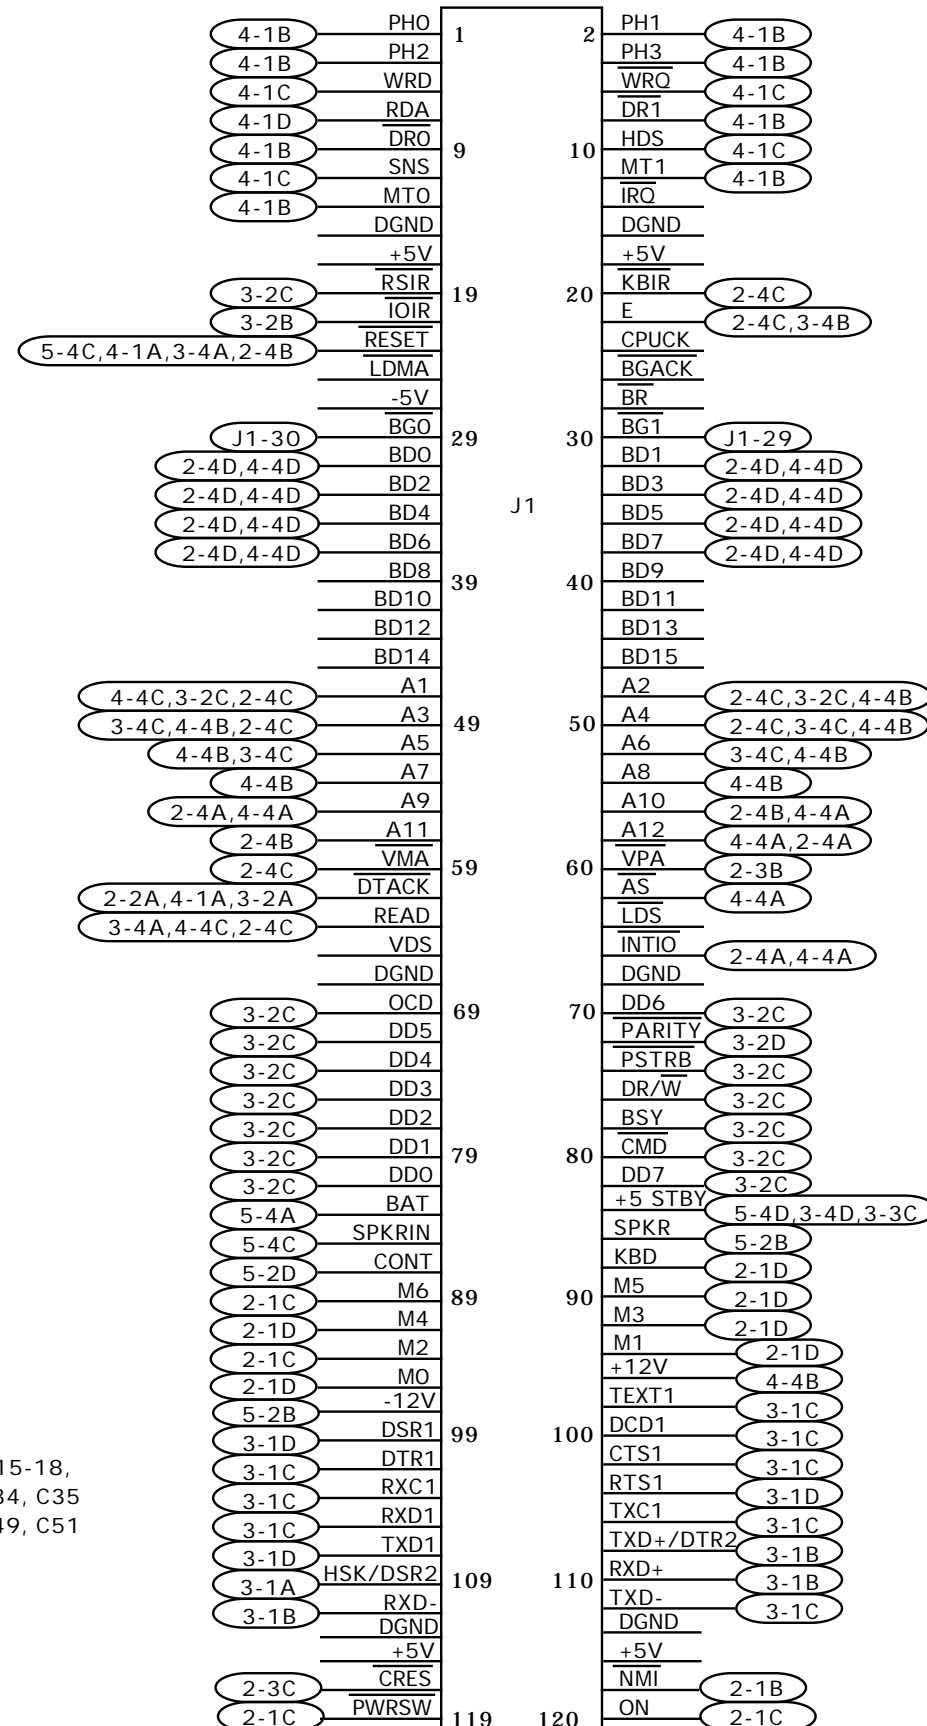 4-1B PH0 1 2 PH1 4-1B
4-1B PH2 PH3 4-1B
4-1C WRD WRQ 4-1C
4-1D RDA DR1 4-1B
4-1B DR0 9 10 HDS 4-1C
4-1C SNS MT1 4-1B
4-1B MT0 IRQ
DGND DGND
+5V +5V
3-2C RSIR 19 20 KBIR 2-4C
3-2B IOIR E 2-4C,3-4B
5-4C,4-1A,3-4A,2-4B RESET CPUCK
LDMA BGACK
-5V BR
J1-30 BG0 29 30 BG1 J1-29
2-4D,4-4D BD0 BD1 2-4D,4-4D
2-4D,4-4D BD2 BD3 2-4D,4-4D
J1
2-4D,4-4D BD4 BD5 2-4D,4-4D
2-4D,4-4D BD6 BD7 2-4D,4-4D
BD8 39 40 BD9
BD10 BD11
BD12 BD13
BD14 BD15
4-4C,3-2C,2-4C A1 A2 2-4C,3-2C,4-4B
3-4C,4-4B,2-4C A3 49 50 A4 2-4C,3-4C,4-4B
4-4B,3-4C A5 A6 3-4C,4-4B
4-4B A7 A8 4-4B
2-4A,4-4A A9 A10 2-4B,4-4A
2-4B A11 A12 4-4A,2-4A
2-4C VMA 59 60 VPA 2-3B
2-2A,4-1A,3-2A DTACK AS 4-4A
3-4A,4-4C,2-4C READ LDS
VDS INTIO 2-4A,4-4A
DGND DGND
3-2C OCD 69 70 DD6 3-2C
3-2C DD5 PARITY 3-2D
3-2C DD4 PSTRB 3-2C
3-2C DD3 DR/W 3-2C
3-2C DD2 BSY 3-2C
3-2C DD1 79 80 CMD 3-2C
3-2C DD0 DD7 3-2C
5-4A BAT +5 STBY 5-4D,3-4D,3-3C
5-4C SPKRIN SPKR 5-2B
5-2D CONT KBD 2-1D
2-1C M6 89 90 M5 2-1D
2-1D M4 M3 2-1D
2-1C M2 M1 2-1D
2-1D M0 +12V 4-4B
5-2B -12V TEXT1 3-1C
3-1D DSR1 99 100 DCD1 3-1C
3-1C DTR1 CTS1 3-1C
15-18,
3-1C RXC1 RTS1 3-1D
34, C35
3-1C RXD1 TXC1 3-1C
49, C51
3-1D TXD1 TXD+/DTR2 3-1B
3-1A HSK/DSR2 109 110 RXD+ 3-1B
3-1B RXD- TXD- 3-1C
DGND DGND
+5V +5V
2-3C CRES NMI 2-1B
2-1C PWRSW 119 120 ON 2-1C